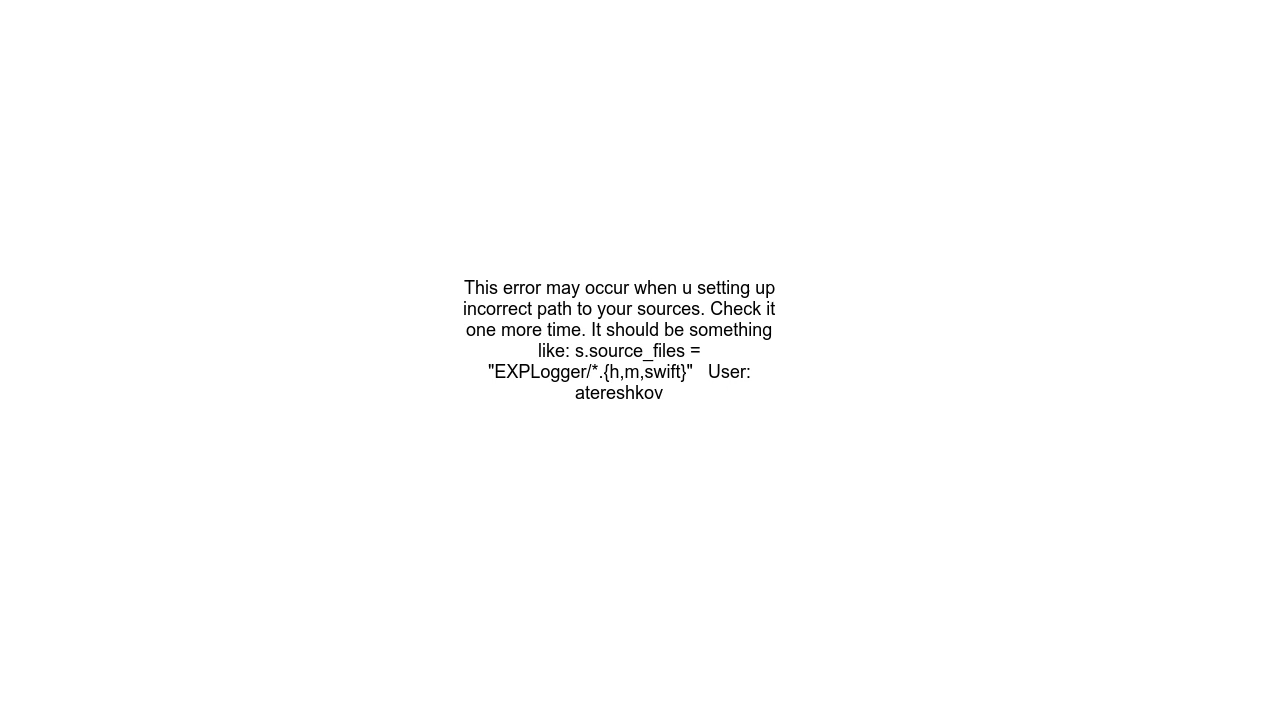 This error may occur when u setting up
incorrect path to your sources. Check it
one more time. It should be something
like: s.source_files =
"EXPLogger/*.{h,m,swift}"   User:
atereshkov